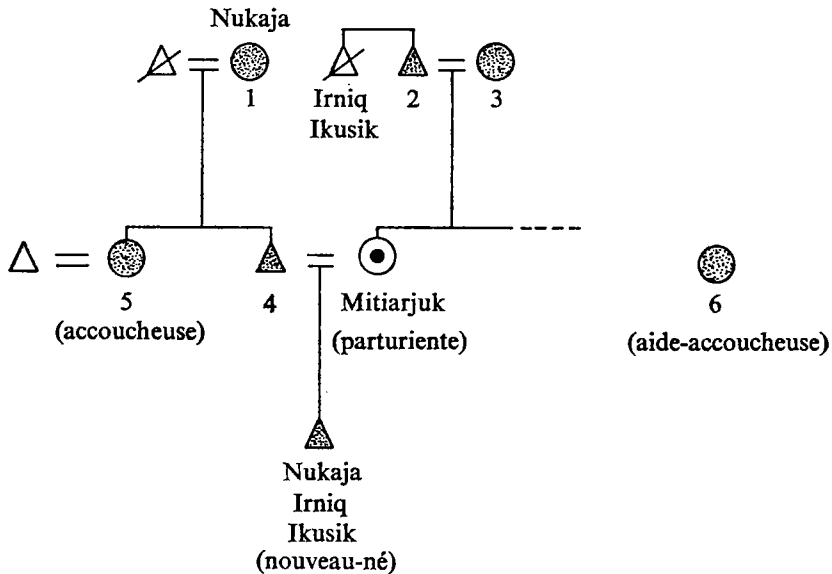 Nukaja
1
Irniq
Ikusik
2
3
5
(accoucheuse)
4
Mitiarjuk
(parturiente)
6
(aide-accoucheuse)
Nukaja
Irniq
Ikusik
(nouveau-né)